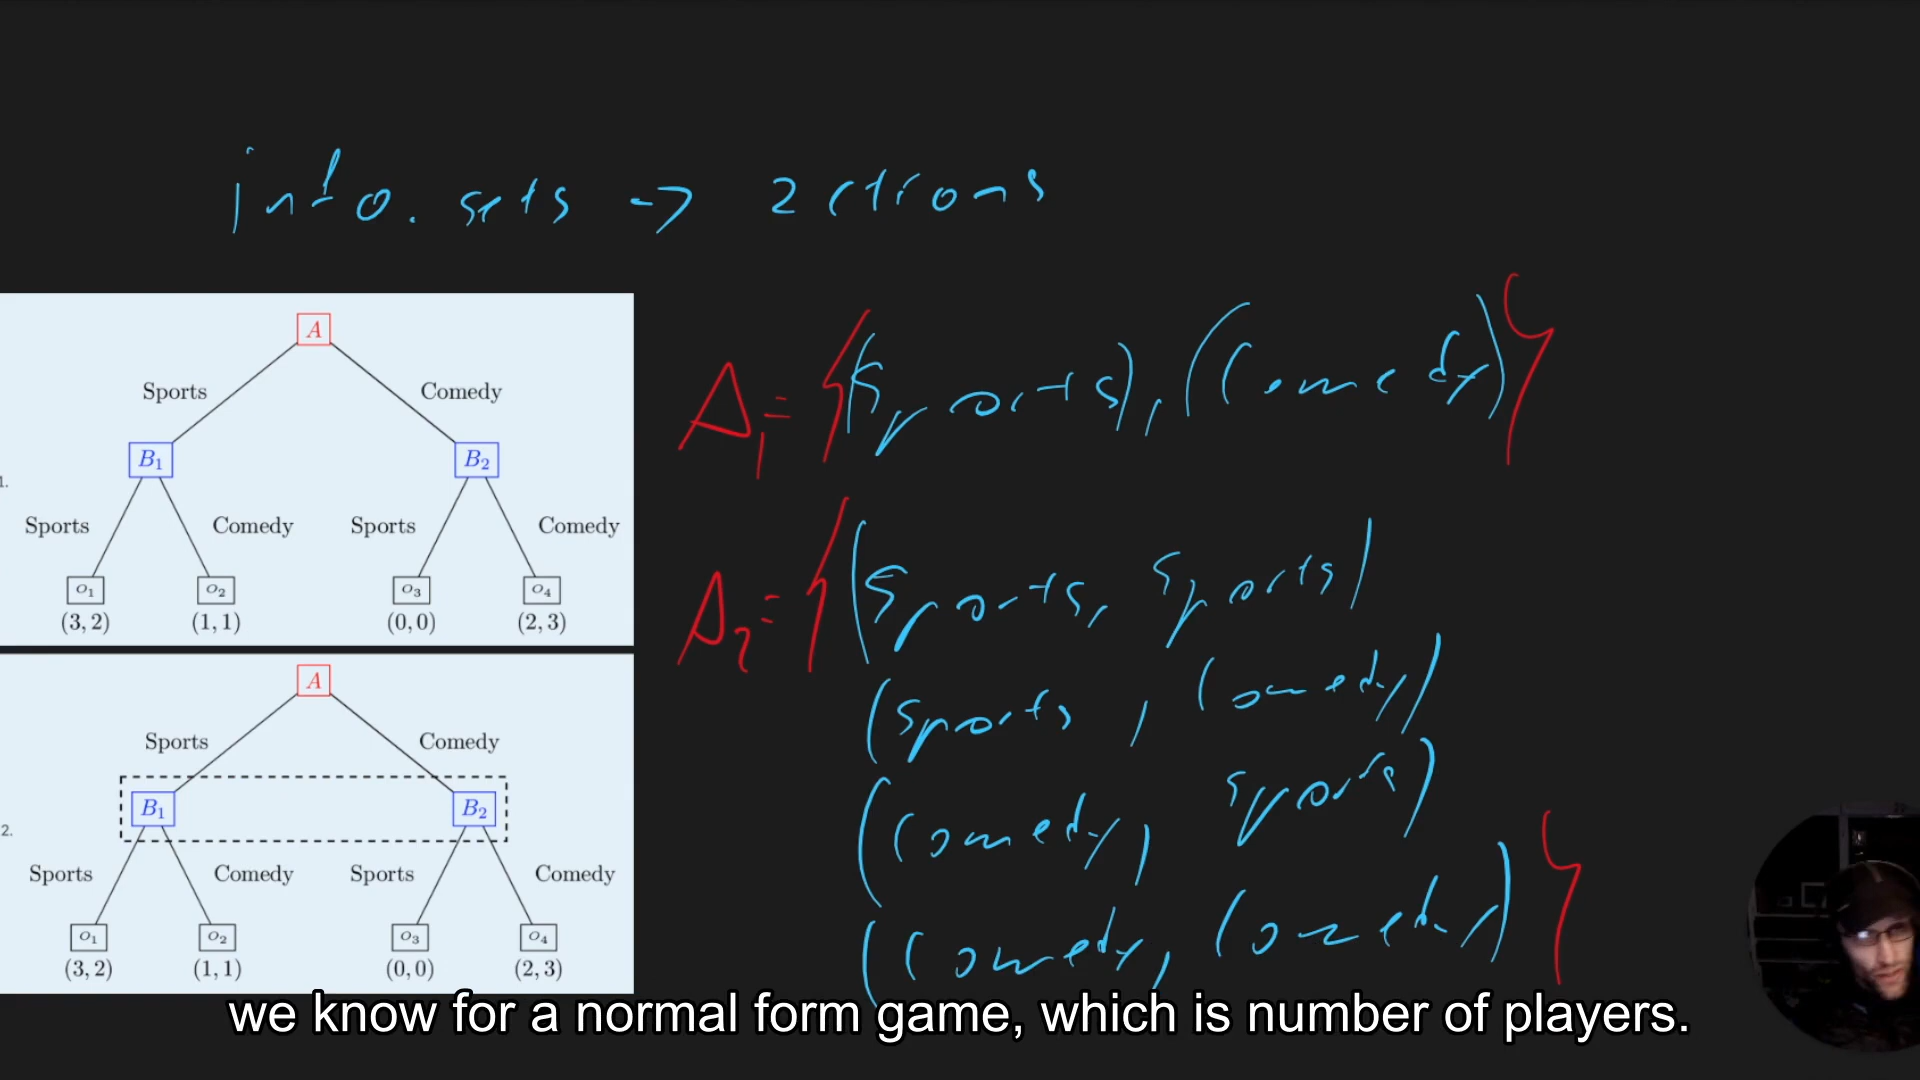 info. sets -> actions
A
Sports Comedy
B1 B2
1.
Sports Comedy Sports Comedy
o1 o2 o3 o4
(3, 2) (1, 1) (0, 0) (2, 3)
A
Sports Comedy
B1 B2
2.
Sports Comedy Sports Comedy
o1 o2 o3 o4
(3, 2) (1, 1) (0, 0) (2, 3)
A1 = {(Sports), (Comedy)}
A2 = {(Sports, Sports)
(Sports, Comedy)
(Comedy, Sports)
(Comedy, Comedy)}
we know for a normal form game, which is number of players.